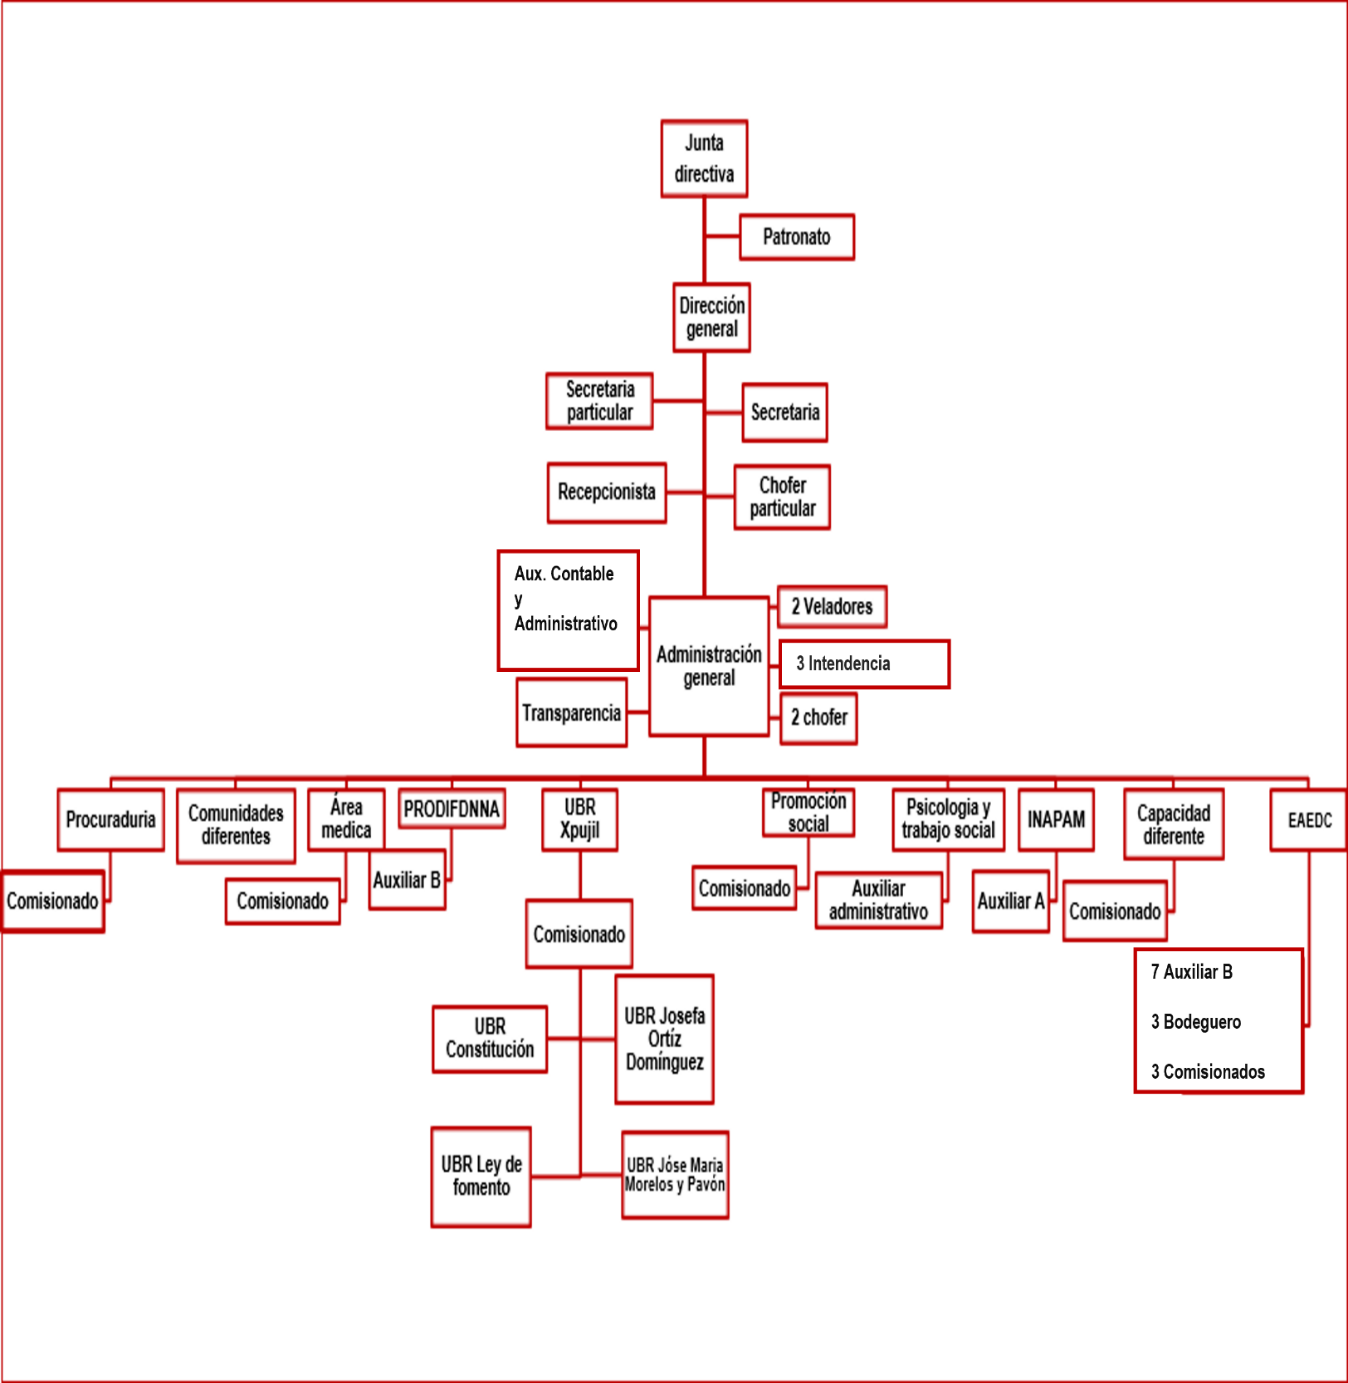 Junta
directiva
Patronato
Dirección
general
Secretaria
particular
Secretaria
Recepcionista
Chofer
particular
Aux. Contable
y
Administrativo
2 Veladores
Administración
general
3 Intendencia
Transparencia
2 chofer
Procuraduria
Comunidades
diferentes
Área
medica
PRODIFDNNA
UBR
Xpujil
Promoción
social
Psicologia y
trabajo social
INAPAM
Capacidad
diferente
EAEDC
Comisionado
Comisionado
Auxiliar B
Comisionado
Comisionado
Auxiliar
administrativo
Auxiliar A
Comisionado
7 Auxiliar B
3 Bodeguero
3 Comisionados
UBR
Constitución
UBR Josefa
Ortíz
Domínguez
UBR Ley de
fomento
UBR Jóse Maria
Morelos y Pavón